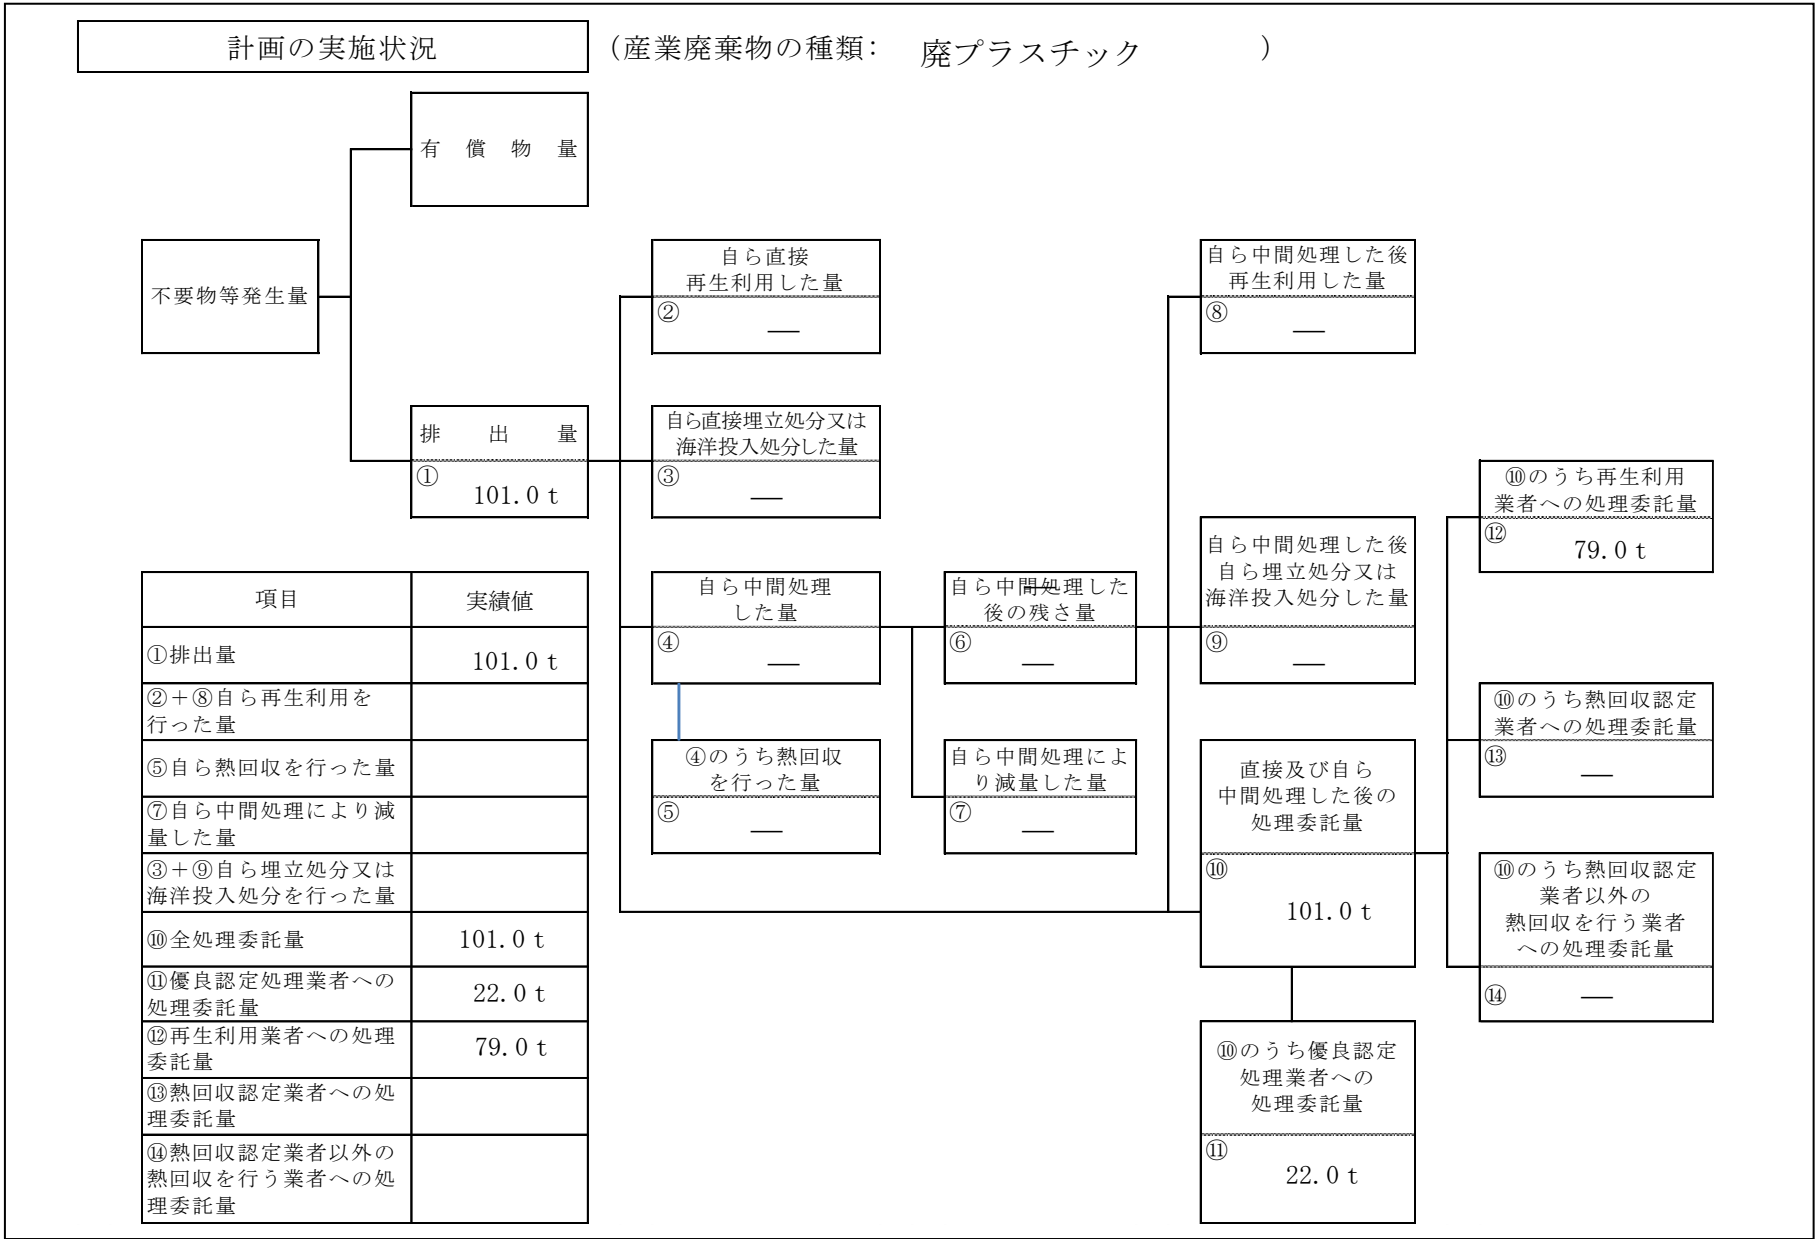 計画の実施状況
(産業廃棄物の種類: 廃プラスチック )
有償物量
不要物等発生量
排出量
①
101.0 t
自ら直接
再生利用した量
②
—
自ら直接埋立処分又は
海洋投入処分した量
③
—
自ら中間処理
した量
④
—
④のうち熱回収
を行った量
⑤
—
自ら中間処理した
後の残さ量
⑥
—
自ら中間処理によ
り減量した量
⑦
—
自ら中間処理した後
再生利用した量
⑧
—
自ら中間処理した後
自ら埋立処分又は
海洋投入処分した量
⑨
—
直接及び自ら
中間処理した後の
処理委託量
⑩
101.0 t
⑩のうち優良認定
処理業者への
処理委託量
⑪
22.0 t
⑩のうち再生利用
業者への処理委託量
⑫
79.0 t
⑩のうち熱回収認定
業者への処理委託量
⑬
—
⑩のうち熱回収認定
業者以外の
熱回収を行う業者
への処理委託量
⑭
—
項目 実績値
①排出量 101.0 t
②+⑧自ら再生利用を
行った量
⑤自ら熱回収を行った量
⑦自ら中間処理により減
量した量
③+⑨自ら埋立処分又は
海洋投入処分を行った量
⑩全処理委託量 101.0 t
⑪優良認定処理業者への
処理委託量 22.0 t
⑫再生利用業者への処理
委託量 79.0 t
⑬熱回収認定業者への処
理委託量
⑭熱回収認定業者以外の
熱回収を行う業者への処
理委託量